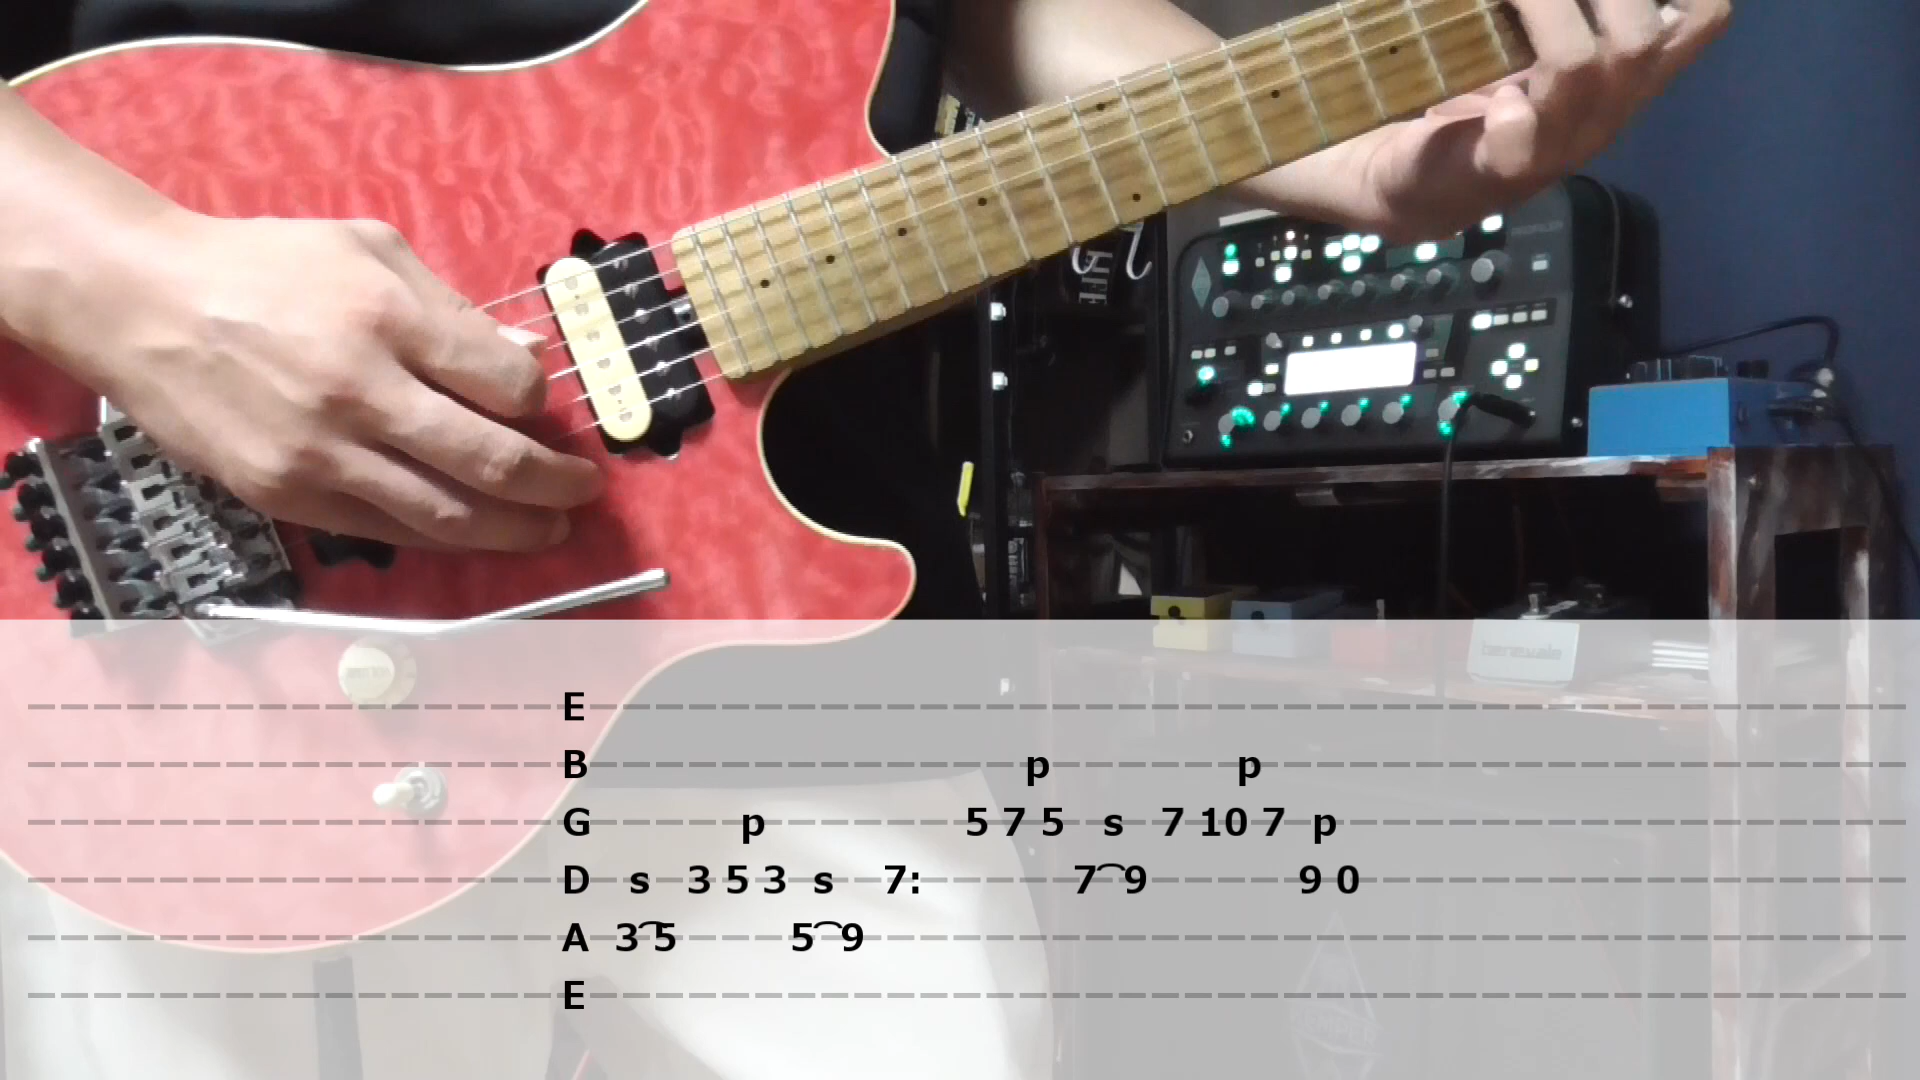 E
B p p
G p 5 7 5 s 7 10 7 p
D s 3 5 3 s 7: 7⁀9 9 0
A 3⁀5 5⁀9
E